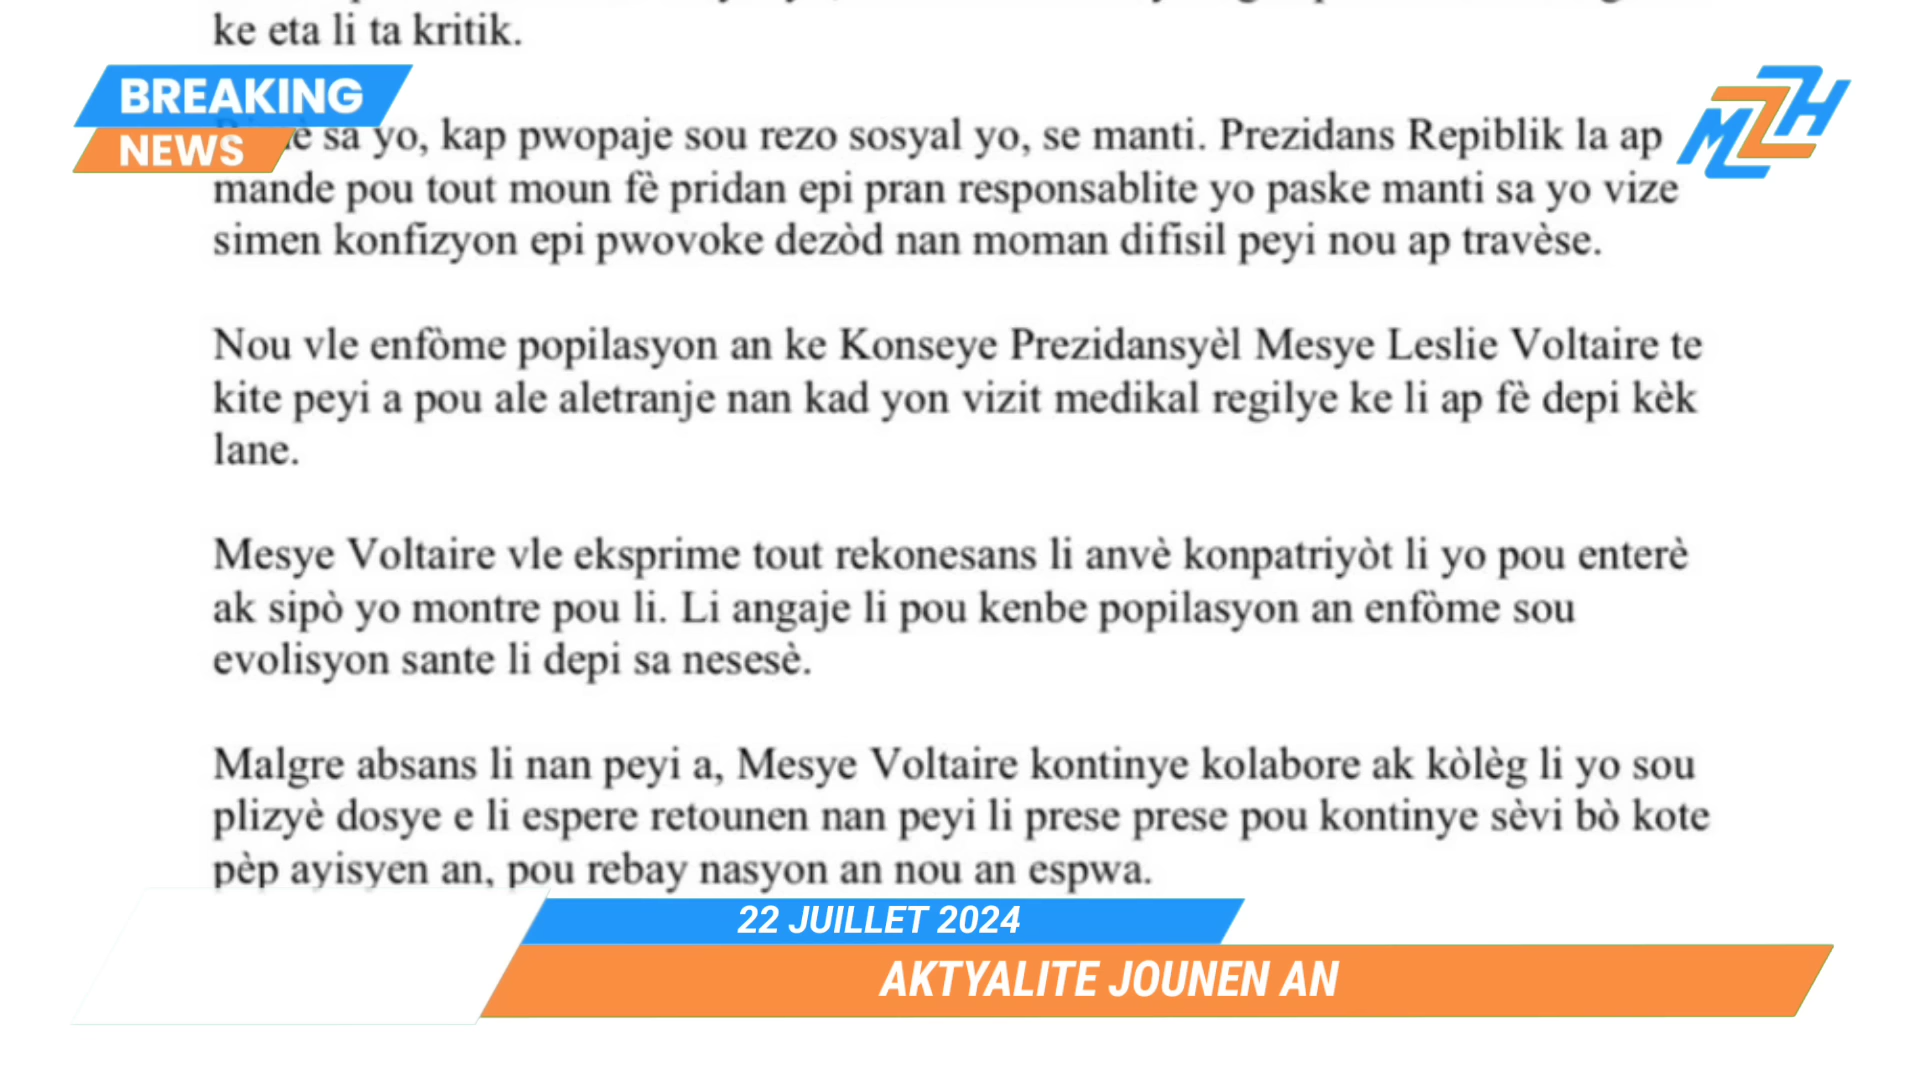 ke eta li ta kritik.
BREAKING
NEWS
sa yo, kap pwopaje sou rezo sosyal yo, se manti. Prezidans Repiblik la ap
MZH
mande pou tout moun fè pridan epi pran responsablite yo paske manti sa yo vize
simen konfizyon epi pwovoke dezòd nan moman difisil peyi nou ap travèse.
Nou vle enfòme popilasyon an ke Konseye Prezidansyèl Mesye Leslie Voltaire te
kite peyi a pou ale aletranje nan kad yon vizit medikal regilye ke li ap fè depi kèk
lane.
Mesye Voltaire vle eksprime tout rekonesans li anvè konpatriyòt li yo pou enterè
ak sipò yo montre pou li. Li angaje li pou kenbe popilasyon an enfòme sou
evolisyon sante li depi sa nesesè.
Malgre absans li nan peyi a, Mesye Voltaire kontinye kolabore ak kòlèg li yo sou
plizyè dosye e li espere retounen nan peyi li prese prese pou kontinye sèvi bò kote
pèp ayisyen an, pou rebay nasyon an nou an espwa.
22 JUILLET 2024
AKTYALITE JOUNEN AN